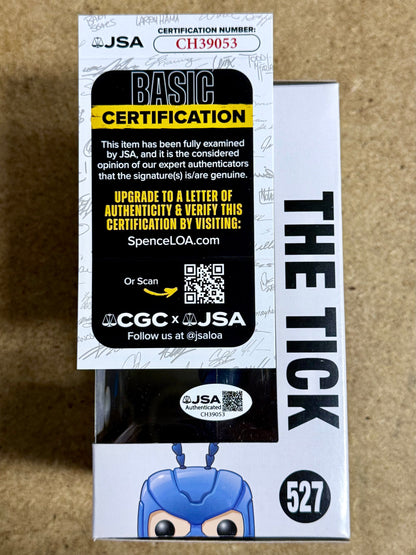 CERTIFICATION NUMBER:
JSA CH39053
BASIC
CERTIFICATION
This item has been fully examined
by JSA, and it is the considered
opinion of our expert authenticators
that the signature(s) is/are genuine.
UPGRADE TO A LETTER OF
AUTHENTICITY & VERIFY THIS
CERTIFICATION BY VISITING:
SpenceLOA.com
Or Scan
CGC x JSA
Follow us at @jsaloa
JSA
Authenticated
CH39053
THE TICK
527